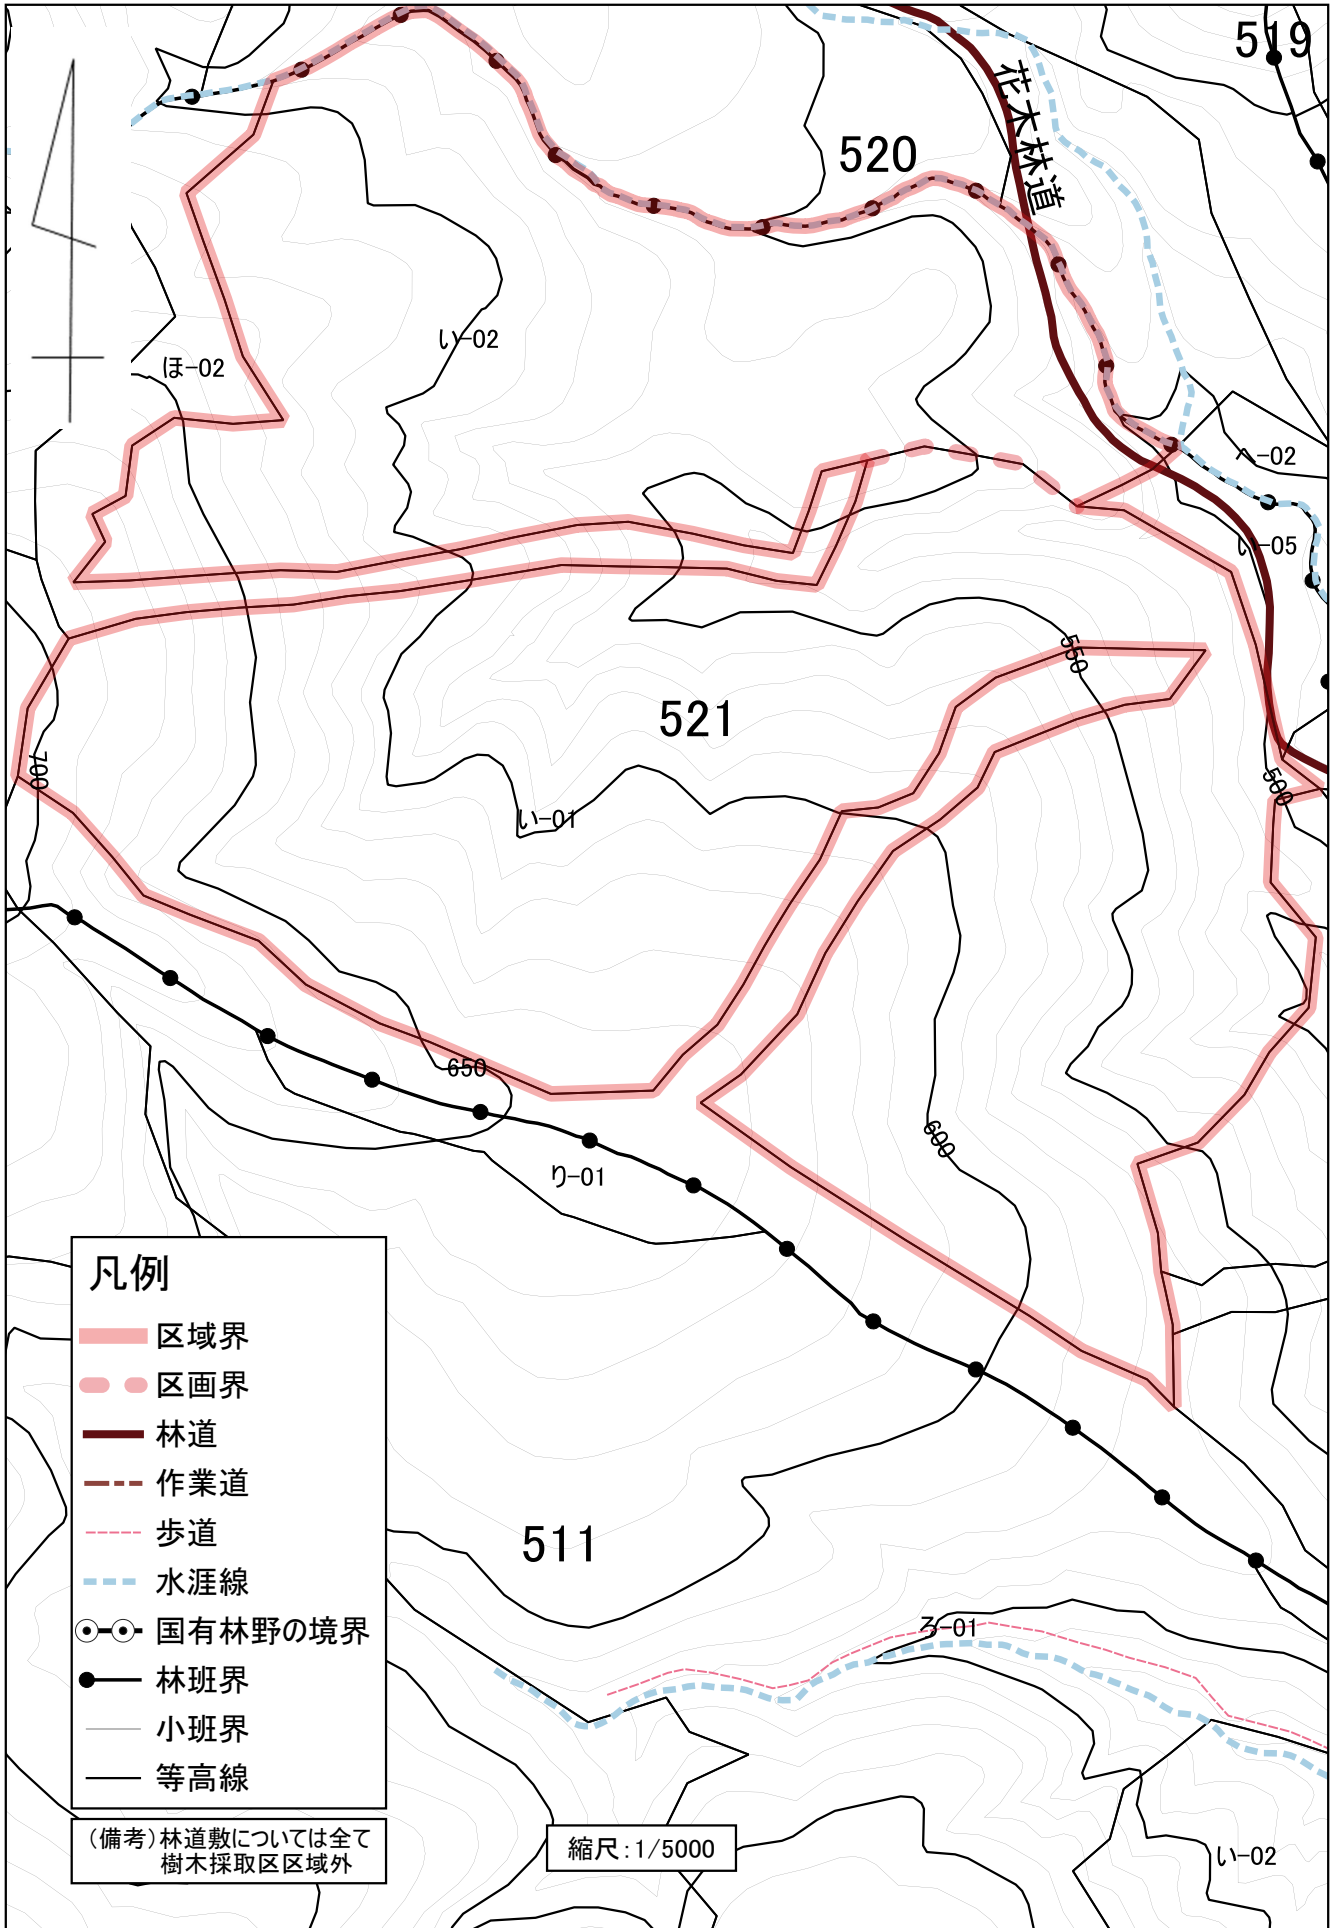 519
花木林道
520
い-02
ほ-02
へ-02
い-05
550
521
700
500
い-01
650
600
り-01
凡例
区域界
区画界
林道
作業道
歩道
水涯線
国有林野の境界
林班界
小班界
等高線
(備考)林道敷については全て
樹木採取区区域外
511
ろ-01
縮尺:1/5000
い-02